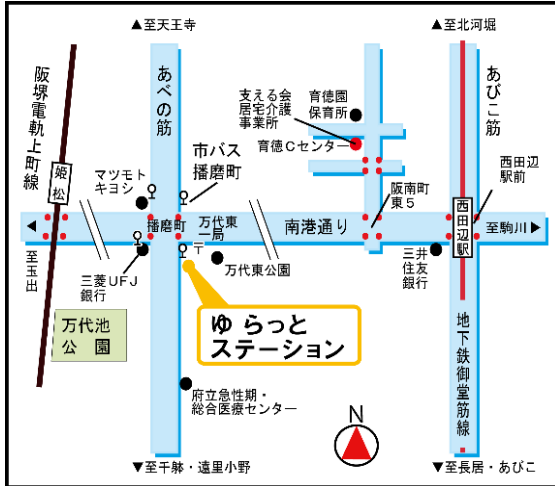 ▲至天王寺
▲至北河堀
阪堺電軌上町線
あべの筋
あびこ筋
支える会
居宅介護
事業所
育徳園
保育所
育徳Cセンター
市バス
播磨町
マツモト
キヨシ
姫松
西田辺
駅前
阪南町
東5
播磨町
万代東
一局
〒
南港通り
西田辺駅
◀
至玉出
至駒川▶
三菱UFJ
銀行
万代東公園
三井
住友
銀行
万代池
公園
ゆらっと
ステーション
地下鉄御堂筋線
府立急性期・
総合医療センター
N
▼至千躰・遠里小野
▼至長居・あびこ